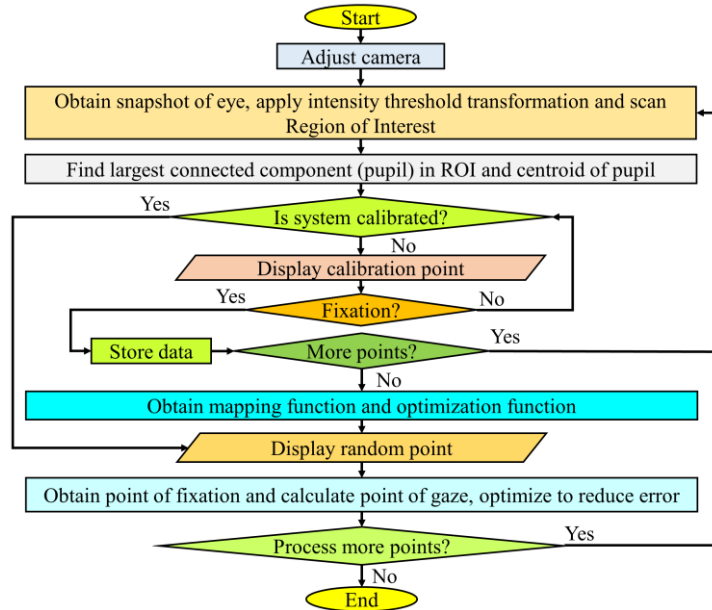 Start
Adjust camera
Obtain snapshot of eye, apply intensity threshold transformation and scan
Region of Interest
Find largest connected component (pupil) in ROI and centroid of pupil
Yes
Is system calibrated?
No
Display calibration point
Yes
Fixation?
No
Store data
More points?
Yes
No
Obtain mapping function and optimization function
Display random point
Obtain point of fixation and calculate point of gaze, optimize to reduce error
Process more points?
Yes
No
End